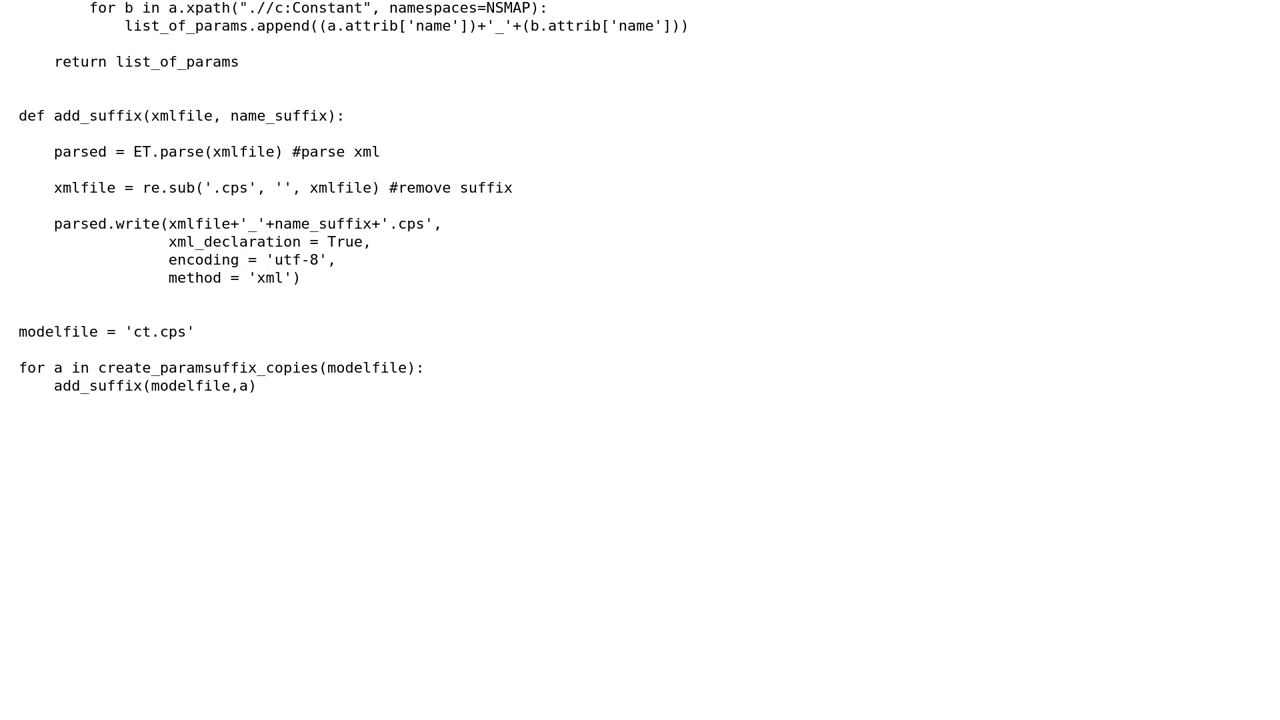 for b in a.xpath(".//c:Constant", namespaces=NSMAP):
            list_of_params.append((a.attrib['name'])+'_'+(b.attrib['name']))
    return list_of_params
def add_suffix(xmlfile, name_suffix):
    parsed = ET.parse(xmlfile) #parse xml
    xmlfile = re.sub('.cps', '', xmlfile) #remove suffix
    parsed.write(xmlfile+'_'+name_suffix+'.cps',
                 xml_declaration = True,
                 encoding = 'utf-8',
                 method = 'xml')
modelfile = 'ct.cps'
for a in create_paramsuffix_copies(modelfile):
    add_suffix(modelfile,a)